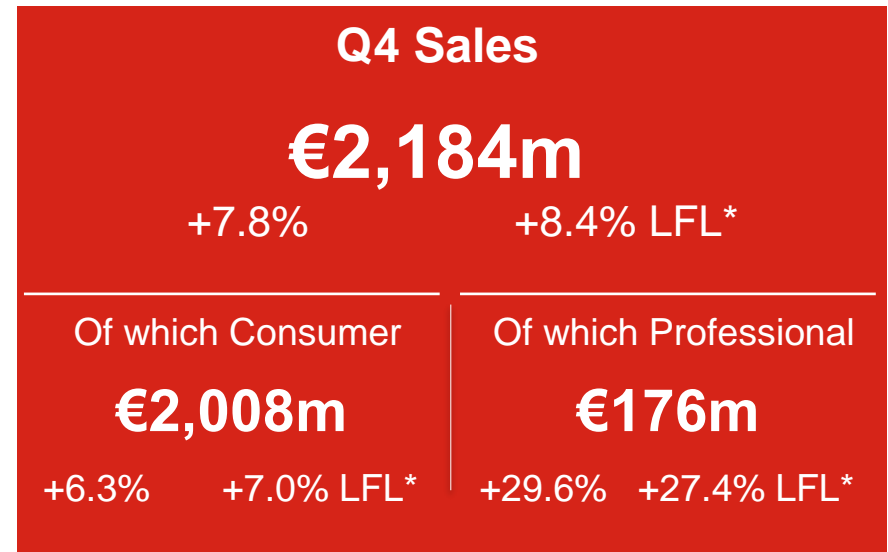 Q4 Sales
€2,184m
+7.8% +8.4% LFL*
Of which Consumer
€2,008m
+6.3% +7.0% LFL*
Of which Professional
€176m
+29.6% +27.4% LFL*